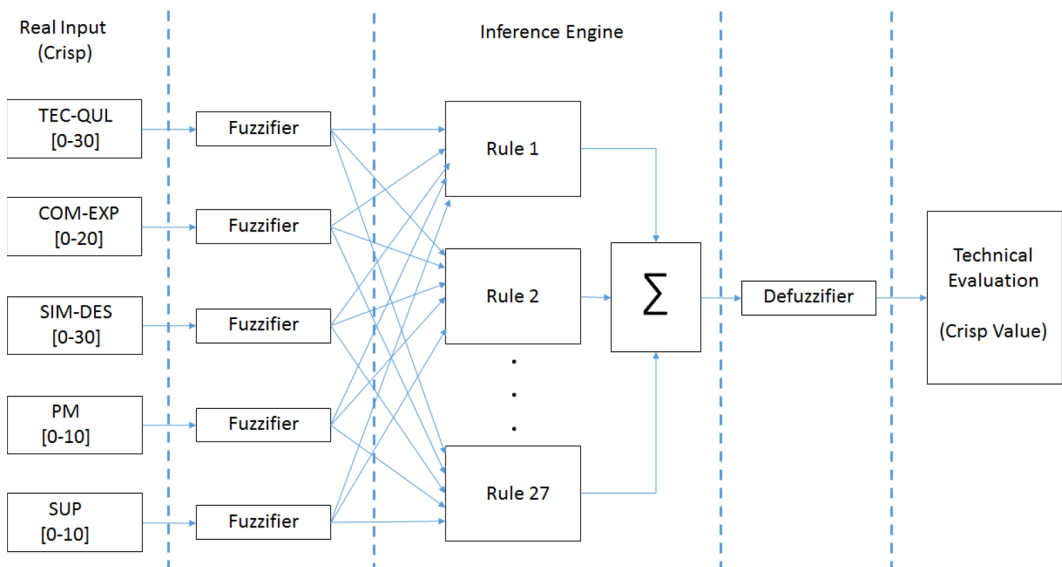 Real Input
(Crisp)
Inference Engine
TEC-QUL
[0-30]
Fuzzifier
Rule 1
COM-EXP
[0-20]
Fuzzifier
SIM-DES
[0-30]
Fuzzifier
Rule 2
∑
Defuzzifier
Technical
Evaluation
(Crisp Value)
PM
[0-10]
Fuzzifier
Rule 27
SUP
[0-10]
Fuzzifier